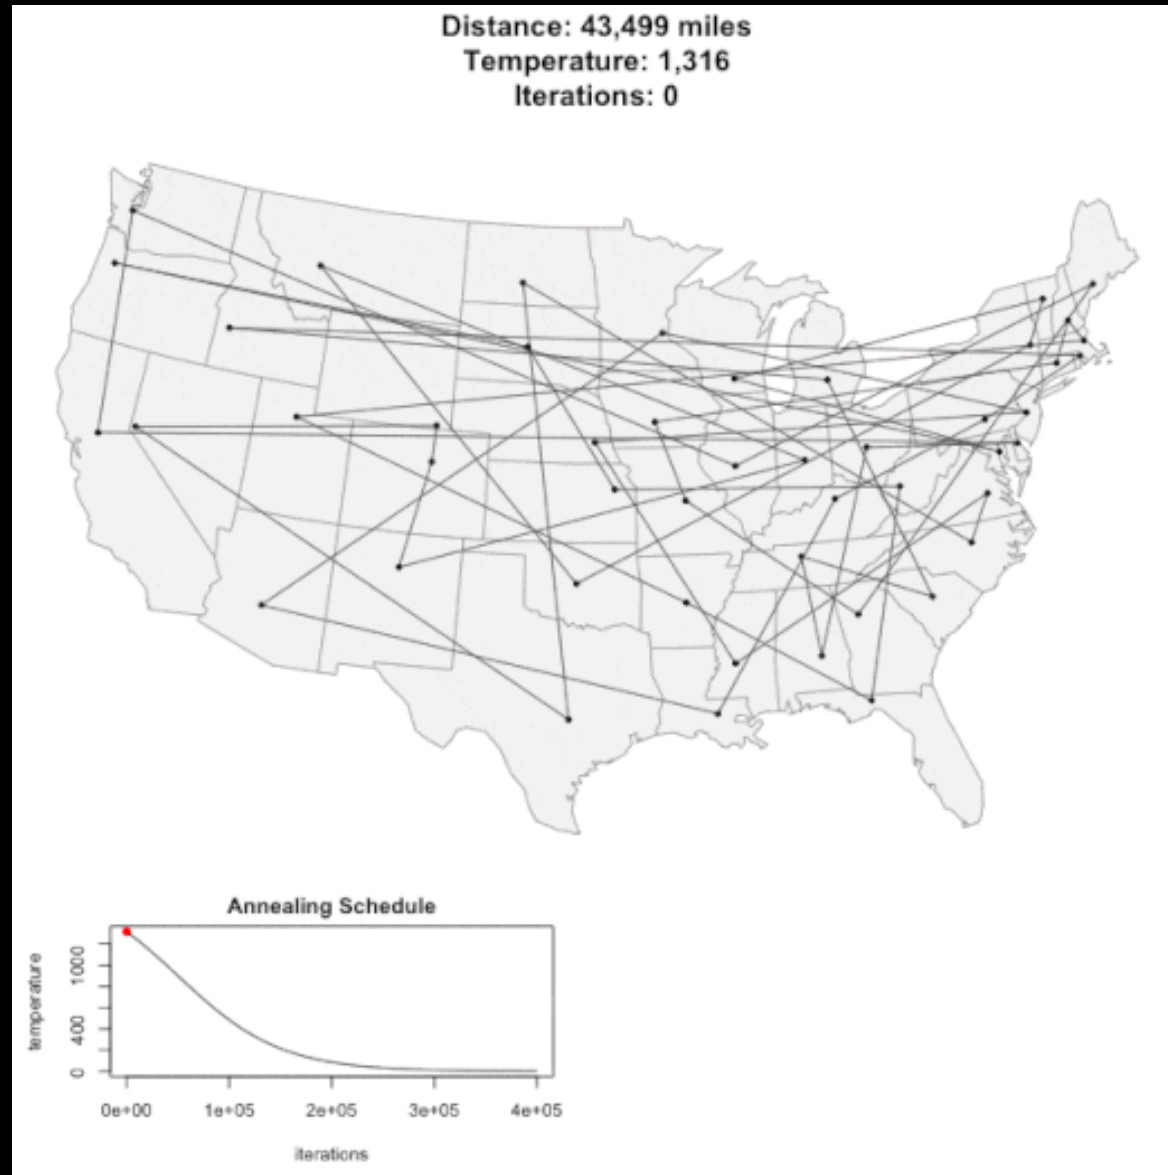 Distance: 43,499 miles
Temperature: 1,316
Iterations: 0
Annealing Schedule
temperature
1000
400
0
0e+00 1e+05 2e+05 3e+05 4e+05
iterations